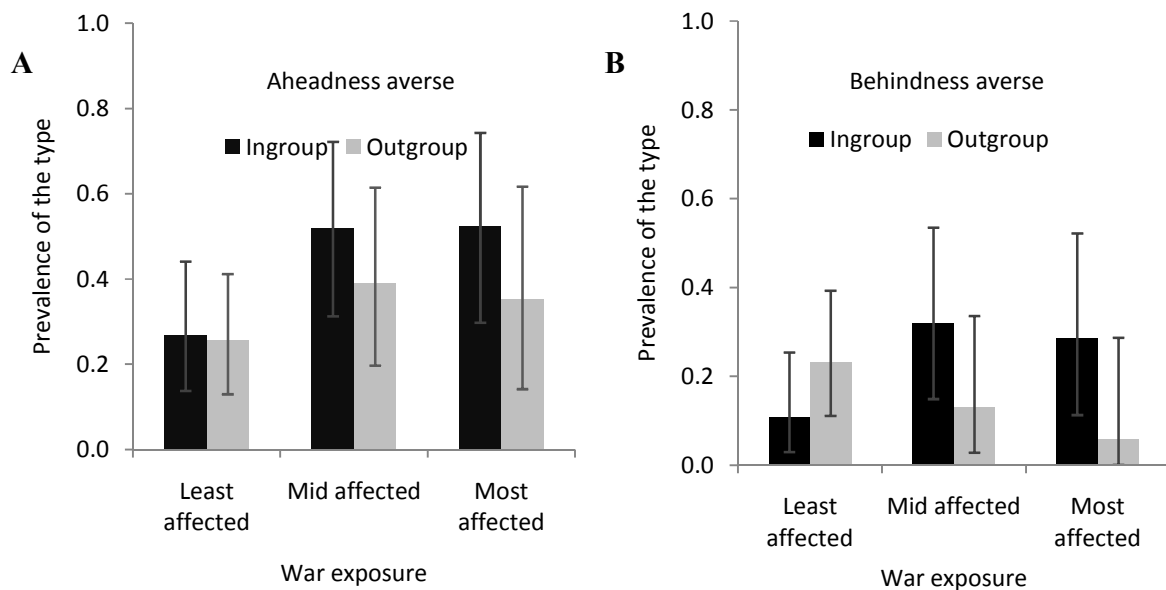 A
Aheadness averse
Ingroup Outgroup
Prevalence of the type
1.0
0.8
0.6
0.4
0.2
0.0
Least affected
Mid affected
Most affected
War exposure
B
Behindness averse
Ingroup Outgroup
Prevalence of the type
1.0
0.8
0.6
0.4
0.2
0.0
Least affected
Mid affected
Most affected
War exposure